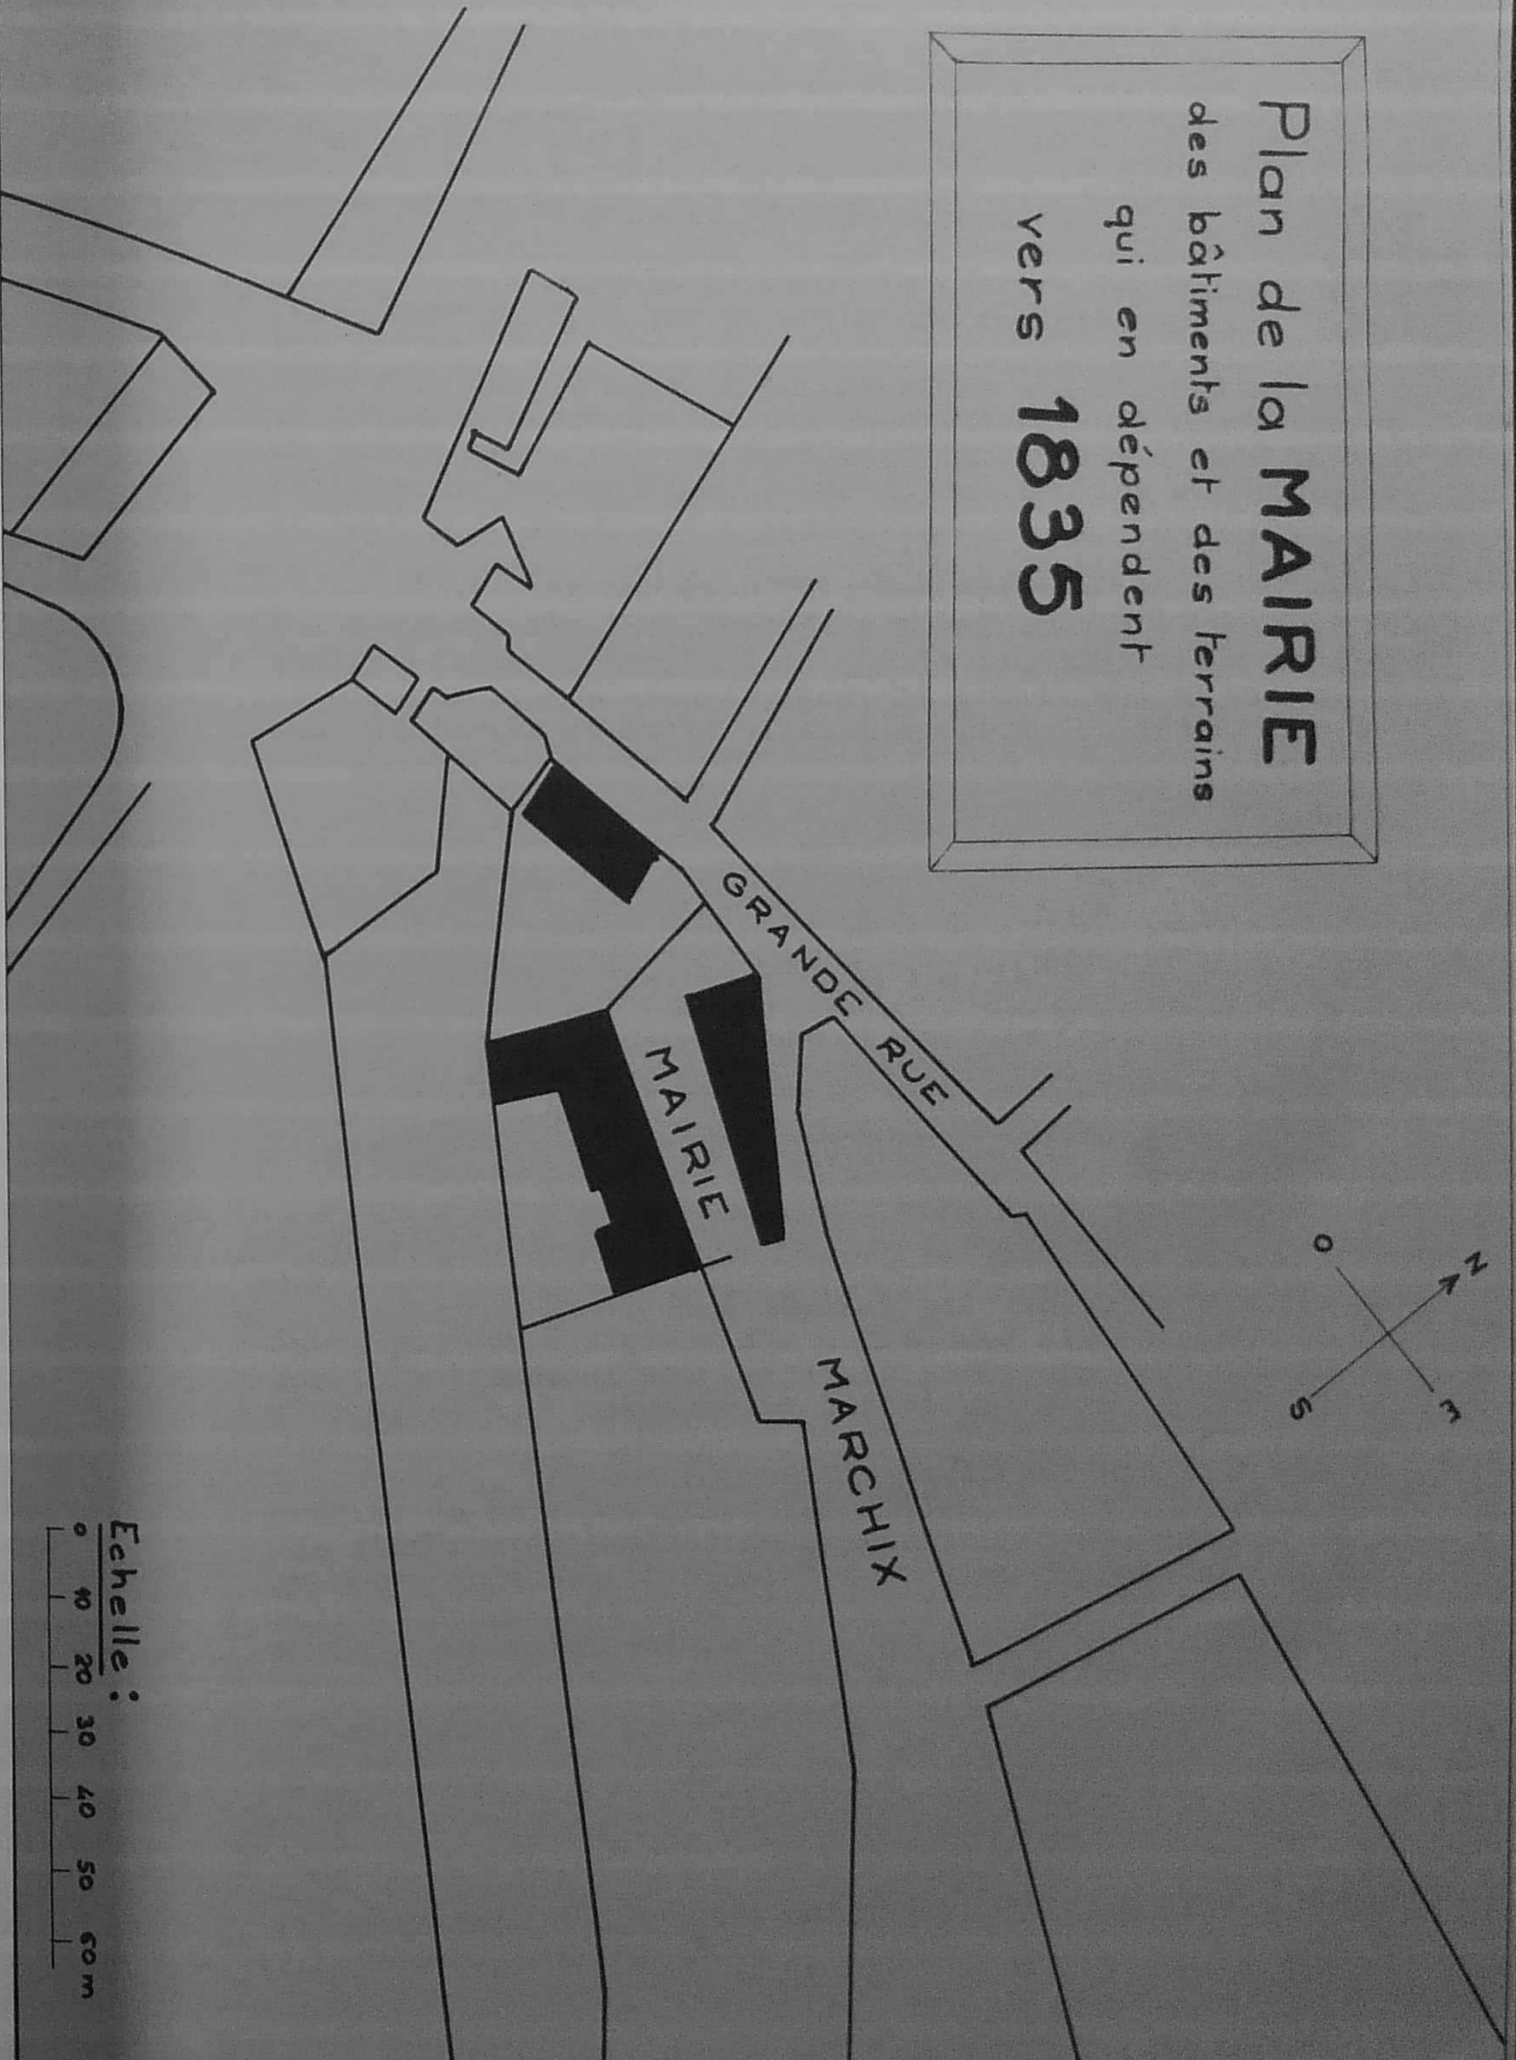 Plan de la MAIRIE
des bâtiments et des terrains
qui en dépendent
vers 1835
GRANDE RUE
MAIRIE
MARCHIX
N
O
E
S
Echelle :
0 10 20 30 40 50 60 m